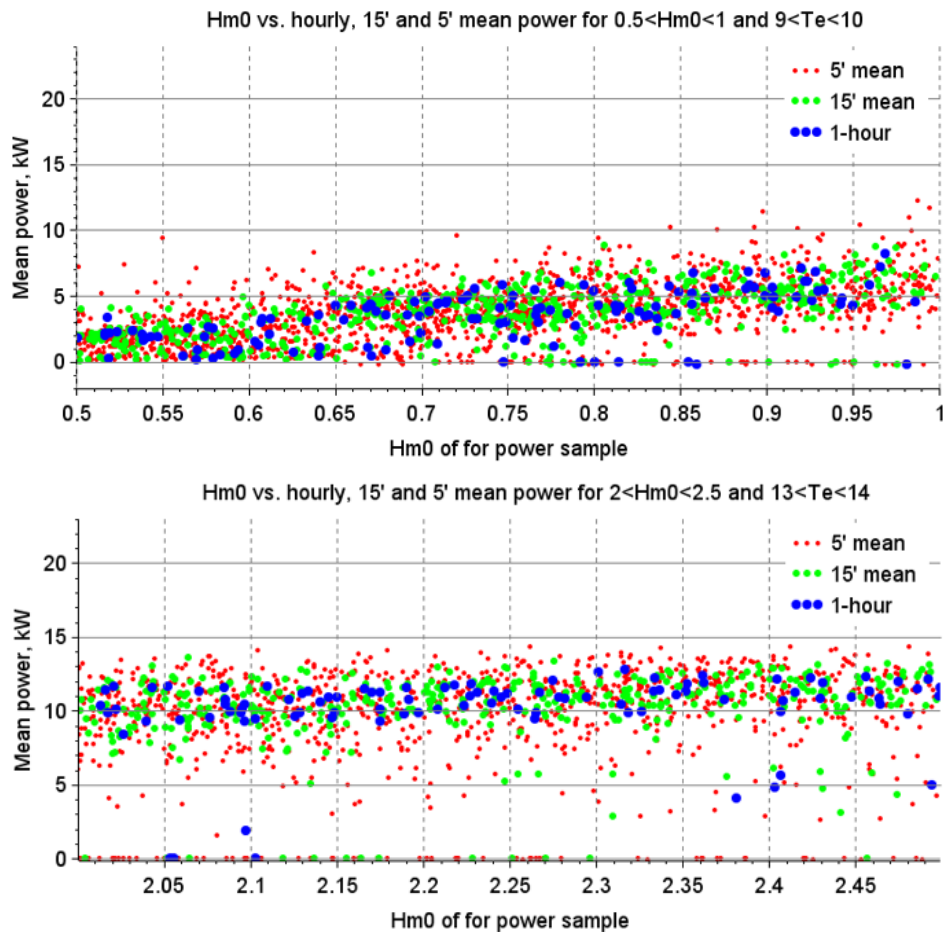 Hm0 vs. hourly, 15' and 5' mean power for 0.5<Hm0<1 and 9<Te<10
5' mean
15' mean
1-hour
Mean power, kW
20
15
10
5
0
0.5 0.55 0.6 0.65 0.7 0.75 0.8 0.85 0.9 0.95 1
Hm0 of for power sample
Hm0 vs. hourly, 15' and 5' mean power for 2<Hm0<2.5 and 13<Te<14
5' mean
15' mean
1-hour
Mean power, kW
20
15
10
5
0
2.05 2.1 2.15 2.2 2.25 2.3 2.35 2.4 2.45
Hm0 of for power sample